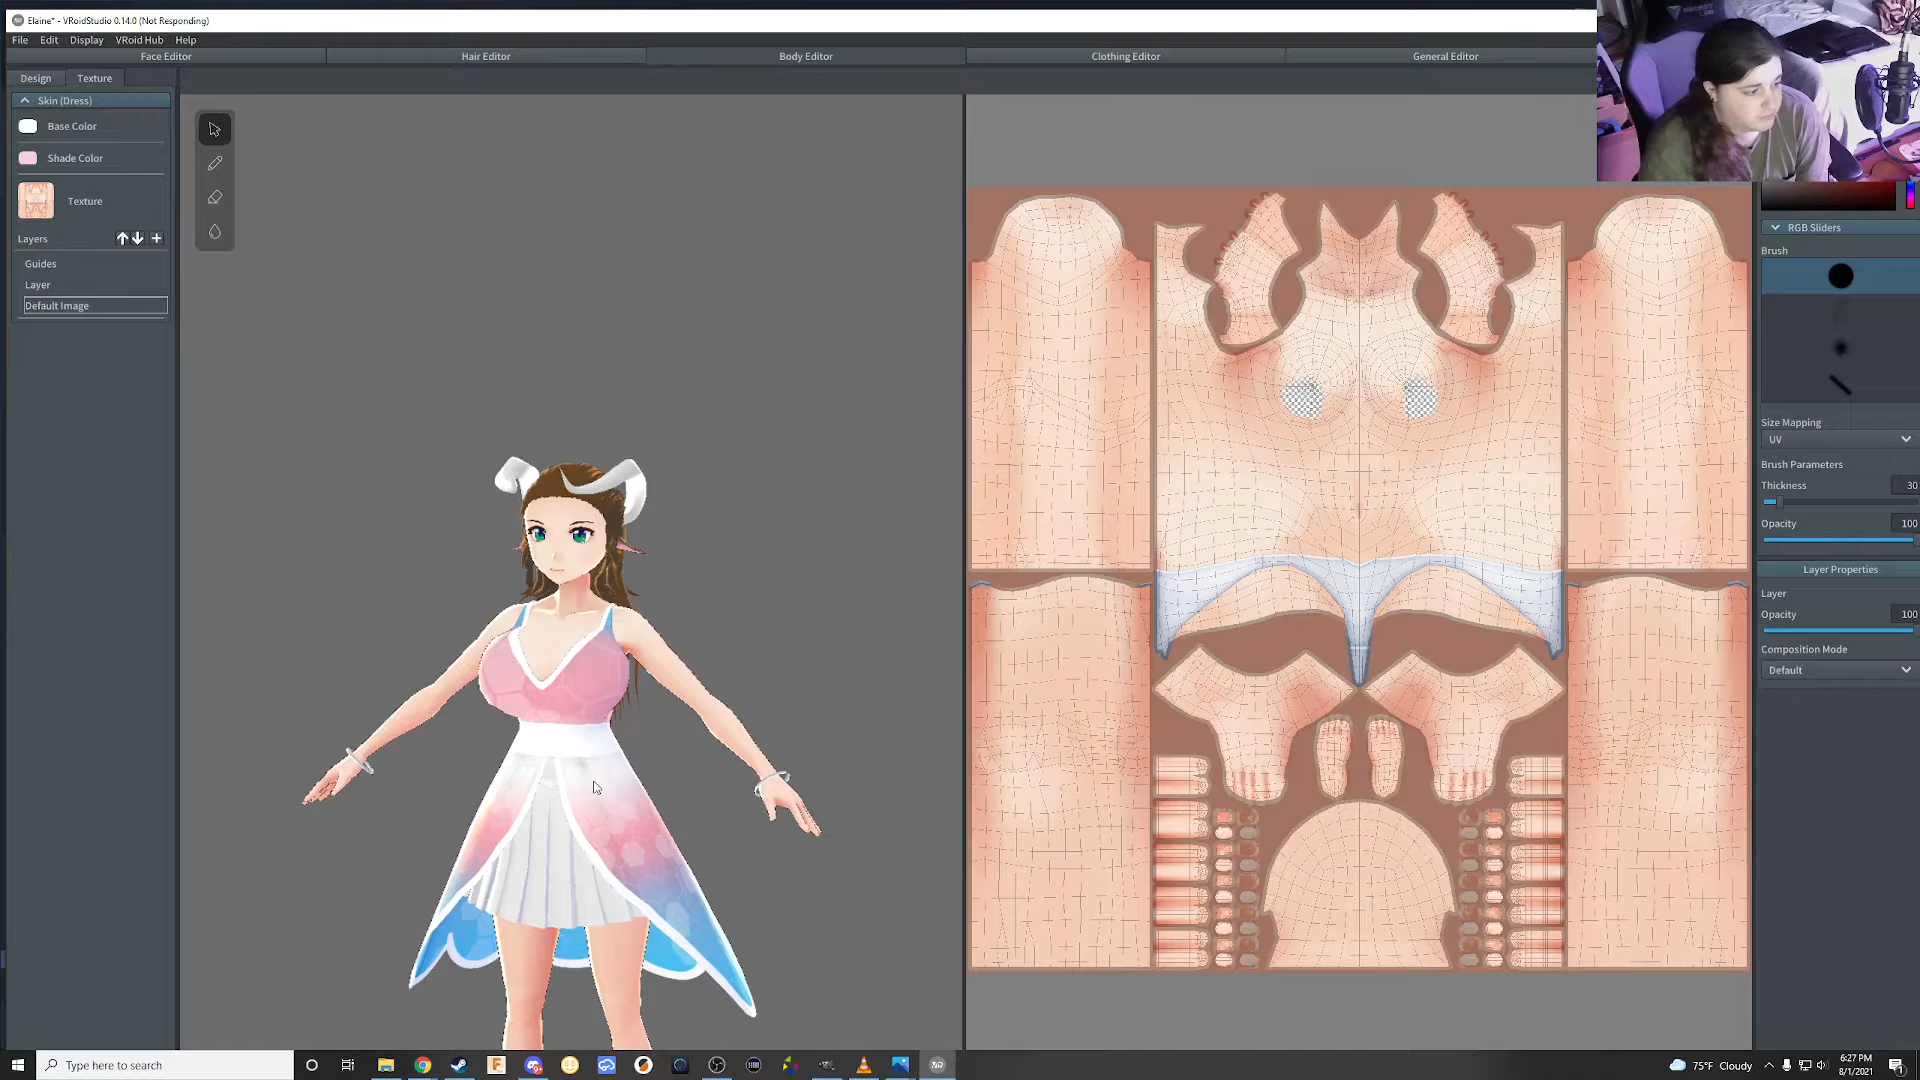 Elaine* - VRoidStudio 0.14.0 (Not Responding)
File Edit Display VRoid Hub Help
Face Editor Hair Editor Body Editor Clothing Editor General Editor
Design Texture
Skin (Dress)
Base Color
Shade Color
Texture
Layers
Guides
Layer
Default Image
RGB Sliders
Brush
Size Mapping
UV
Brush Parameters
Thickness 30
Opacity 100
Layer Properties
Layer
Opacity 100
Composition Mode
Default
Type here to search
75°F Cloudy
6:27 PM
8/1/2021